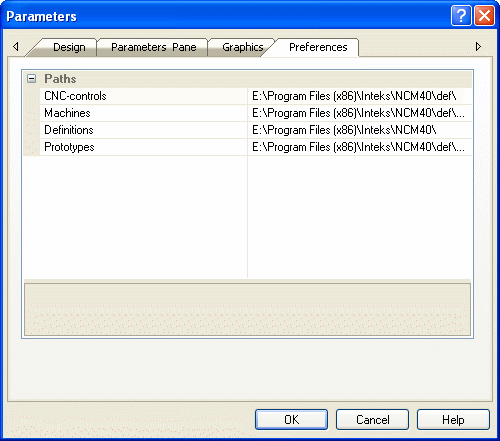 Parameters
Design Parameters Pane Graphics Preferences
Paths
CNC-controls E:\Program Files (x86)\Inteks\NCM40\def\
Machines E:\Program Files (x86)\Inteks\NCM40\def\...
Definitions E:\Program Files (x86)\Inteks\NCM40\
Prototypes E:\Program Files (x86)\Inteks\NCM40\def\...
OK Cancel Help